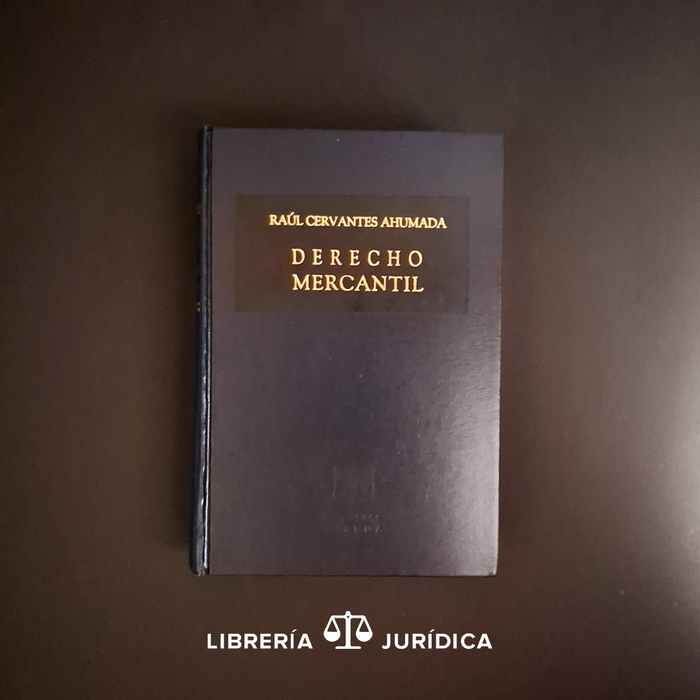 RAÚL CERVANTES AHUMADA
DERECHO
MERCANTIL
LIBRERÍA JURÍDICA